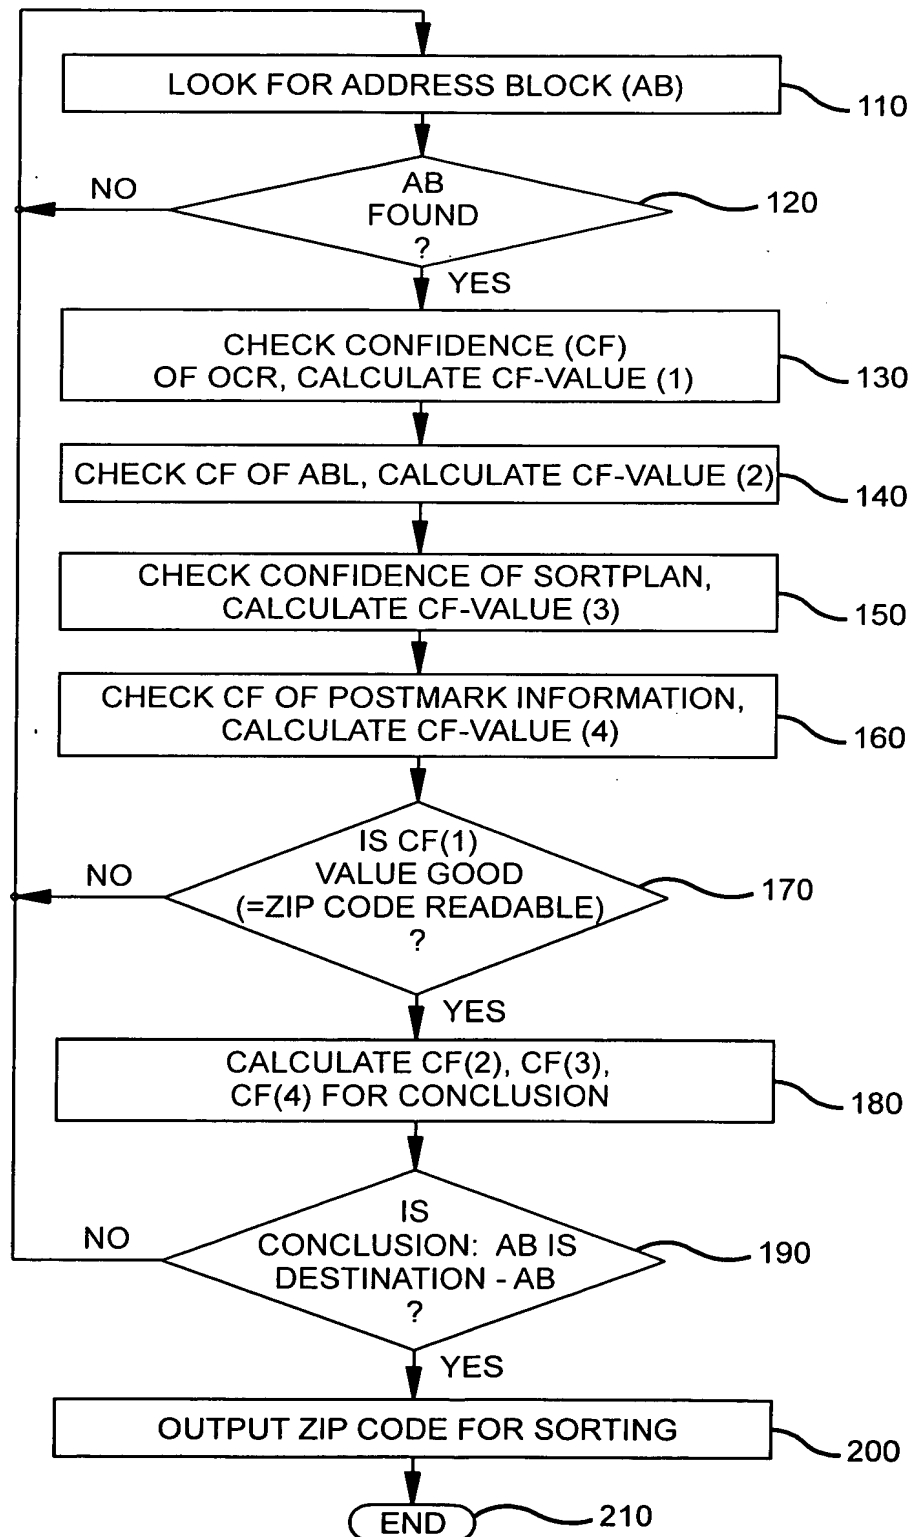 LOOK FOR ADDRESS BLOCK (AB)
110
AB
FOUND
?
120
NO
YES
CHECK CONFIDENCE (CF)
OF OCR, CALCULATE CF-VALUE (1)
130
CHECK CF OF ABL, CALCULATE CF-VALUE (2)
140
CHECK CONFIDENCE OF SORTPLAN,
CALCULATE CF-VALUE (3)
150
CHECK CF OF POSTMARK INFORMATION,
CALCULATE CF-VALUE (4)
160
IS CF(1)
VALUE GOOD
(=ZIP CODE READABLE)
?
170
NO
YES
CALCULATE CF(2), CF(3),
CF(4) FOR CONCLUSION
180
IS
CONCLUSION: AB IS
DESTINATION - AB
?
190
NO
YES
OUTPUT ZIP CODE FOR SORTING
200
END
210